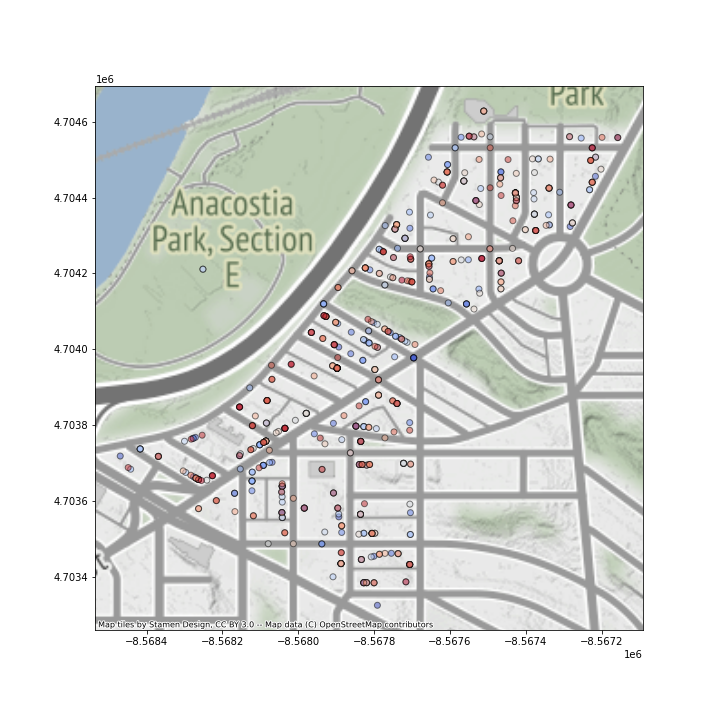 1e6
Park
4.7046
4.7044
Anacostia
Park, Section
E
4.7042
4.7040
4.7038
4.7036
4.7034
Map tiles by Stamen Design, CC BY 3.0 -- Map data (C) OpenStreetMap contributors
−8.5684 −8.5682 −8.5680 −8.5678 −8.5676 −8.5674 −8.5672
1e6